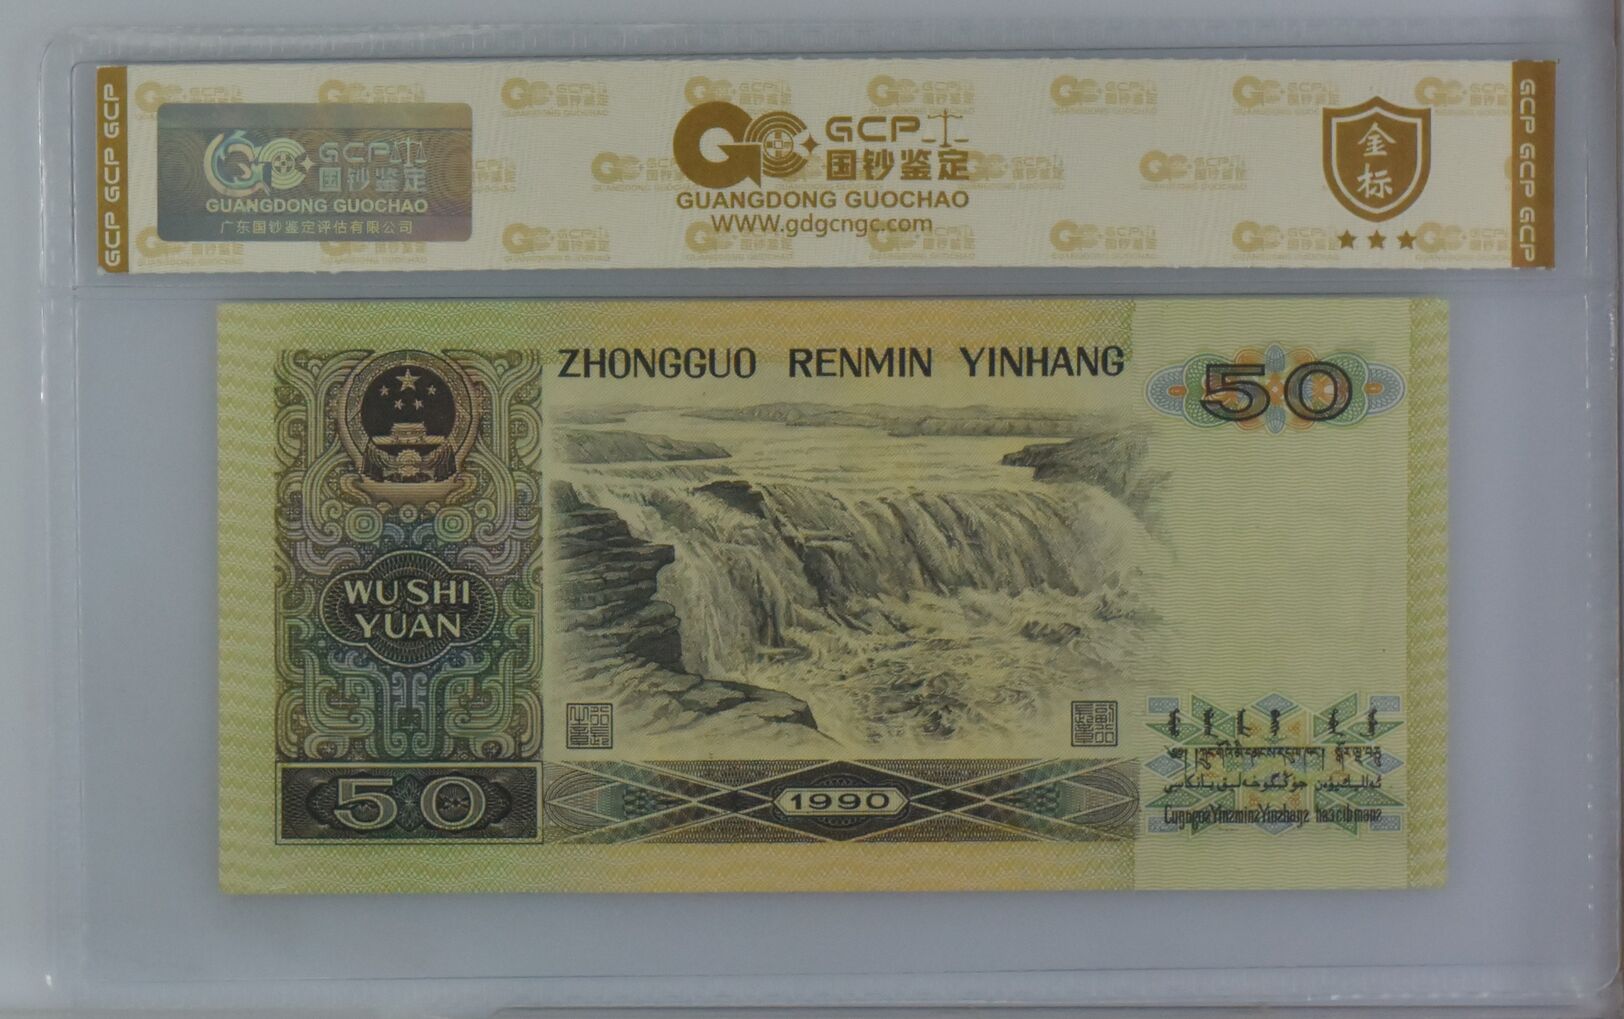 GCP
国钞鉴定
GUANGDONG GUOCHAO
广东国钞鉴定评估有限公司
GCP
国钞鉴定
GUANGDONG GUOCHAO
WWW.gdgcngc.com
金标
GCP GCP GCP
GCP GCP GCP
ZHONGGUO RENMIN YINHANG
50
WU SHI
YUAN
50
1990